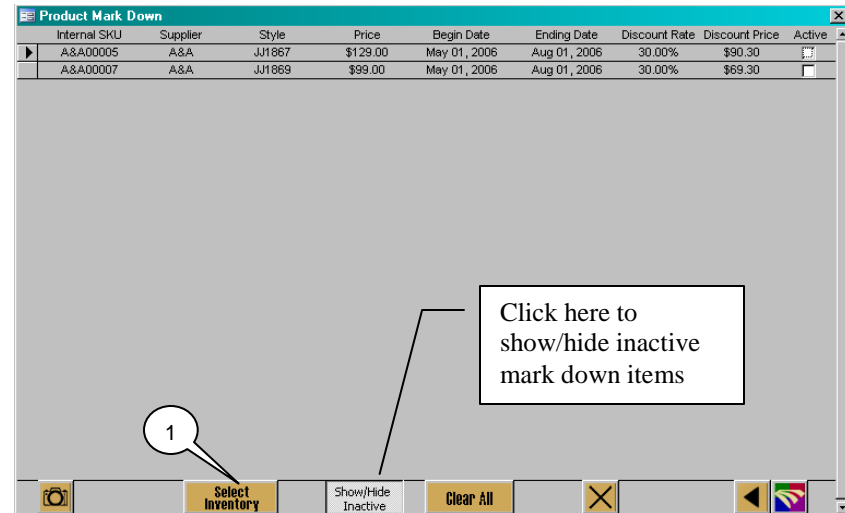 Product Mark Down
Internal SKU Supplier Style Price Begin Date Ending Date Discount Rate Discount Price Active
A&A00005 A&A JJ1867 $129.00 May 01, 2006 Aug 01, 2006 30.00% $90.30
A&A00007 A&A JJ1869 $99.00 May 01, 2006 Aug 01, 2006 30.00% $69.30
Click here to
show/hide inactive
mark down items
1
Select
Inventory
Show/Hide
Inactive
Clear All